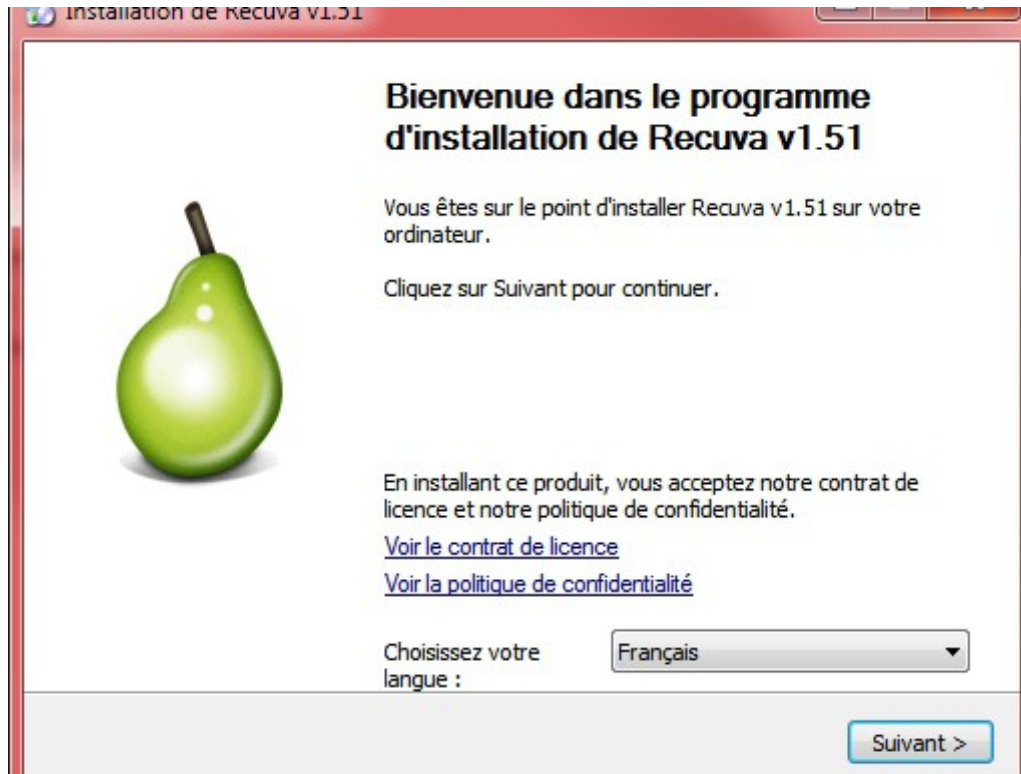 Installation de Recuva v1.51
Bienvenue dans le programme
d'installation de Recuva v1.51
Vous êtes sur le point d'installer Recuva v1.51 sur votre
ordinateur.
Cliquez sur Suivant pour continuer.
En installant ce produit, vous acceptez notre contrat de
licence et notre politique de confidentialité.
Voir le contrat de licence
Voir la politique de confidentialité
Choisissez votre
langue :
Français
Suivant >